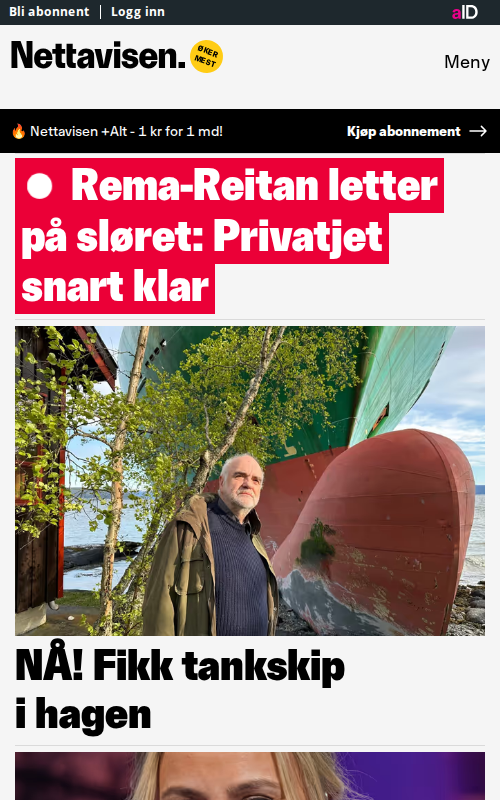 Bli abonnent | Logg inn
aID
Nettavisen.
ØKER
MEST
Meny
🔥 Nettavisen +Alt - 1 kr for 1 md!
Kjøp abonnement →
Rema-Reitan letter
på sløret: Privatjet
snart klar
NÅ! Fikk tankskip
i hagen